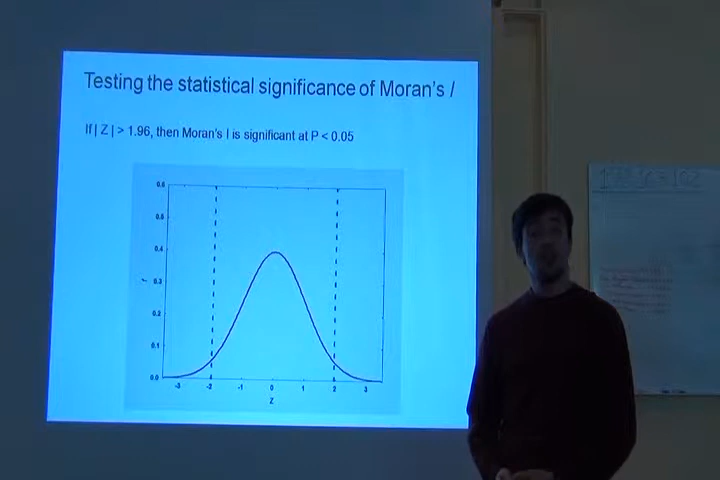 Testing the statistical significance of Moran's I
If | Z | > 1.96, then Moran's I is significant at P < 0.05
0.6
0.5
0.4
0.3
0.2
0.1
0.0
f
-3 -2 -1 0 1 2 3
Z